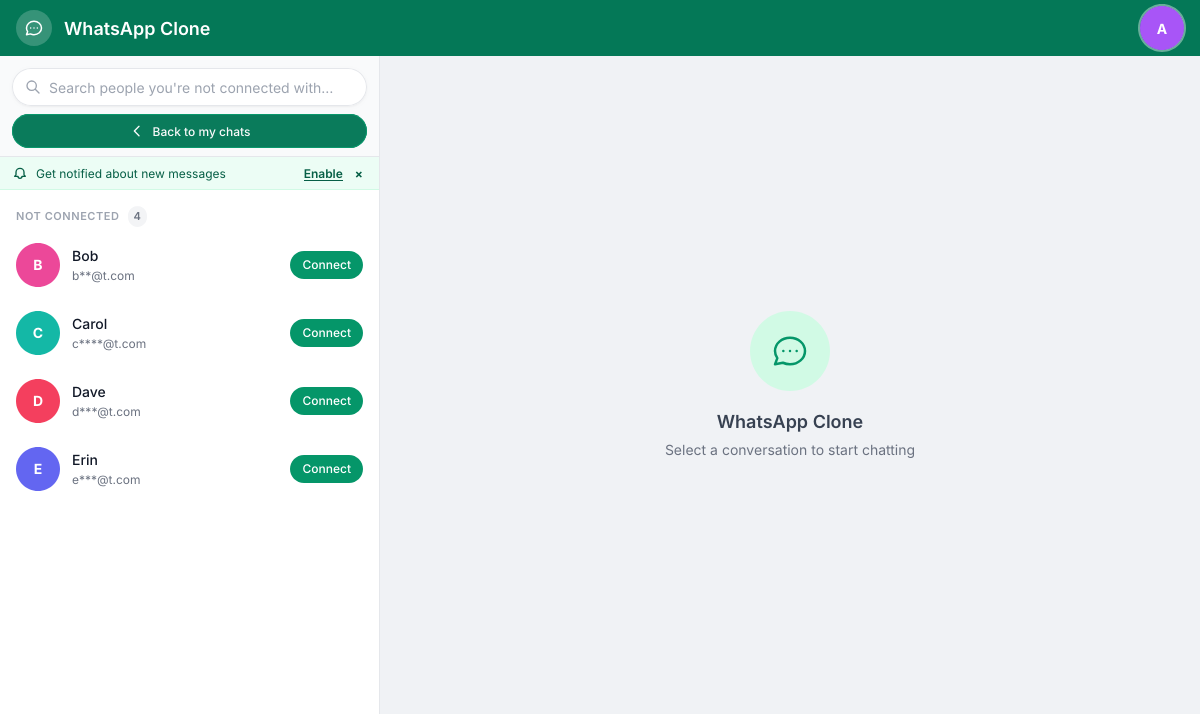 WhatsApp Clone
A
Search people you're not connected with...
Back to my chats
Get notified about new messages Enable ×
NOT CONNECTED 4
B
Bob
b**@t.com
Connect
C
Carol
c****@t.com
Connect
D
Dave
d***@t.com
Connect
E
Erin
e***@t.com
Connect
WhatsApp Clone
Select a conversation to start chatting